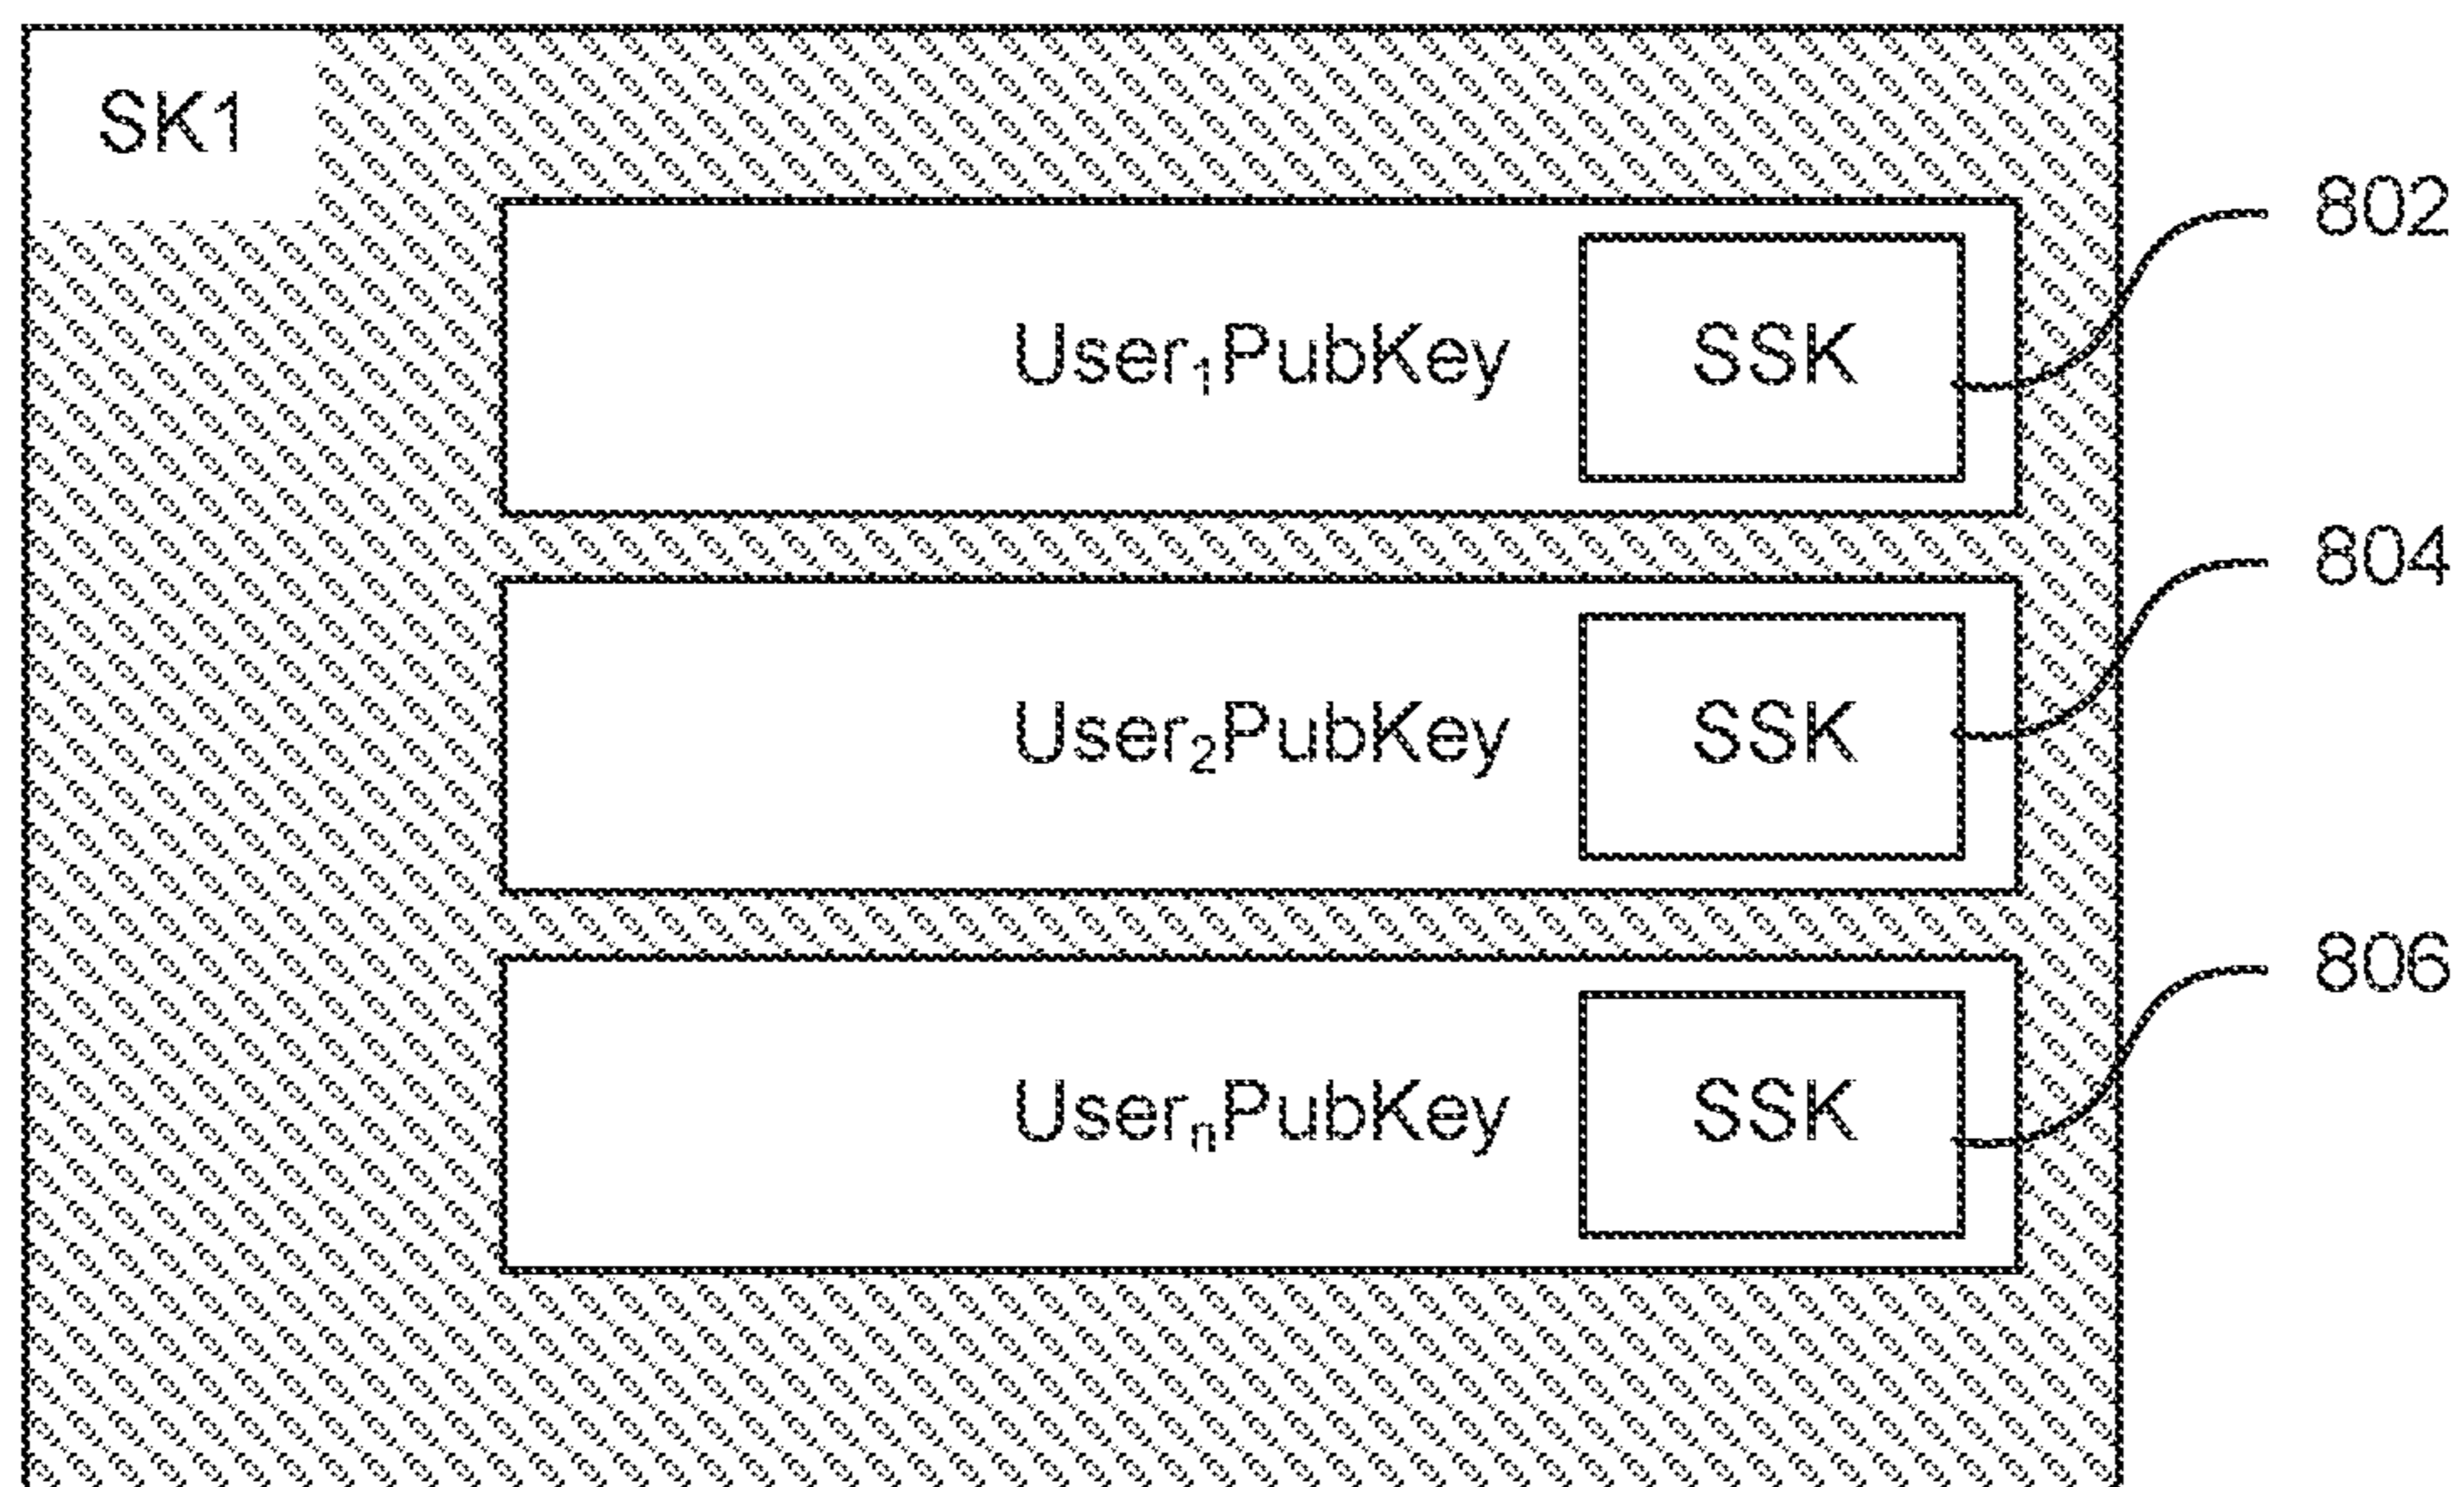 SK1
802
User₁PubKey SSK
804
User₂PubKey SSK
806
UserₙPubKey SSK